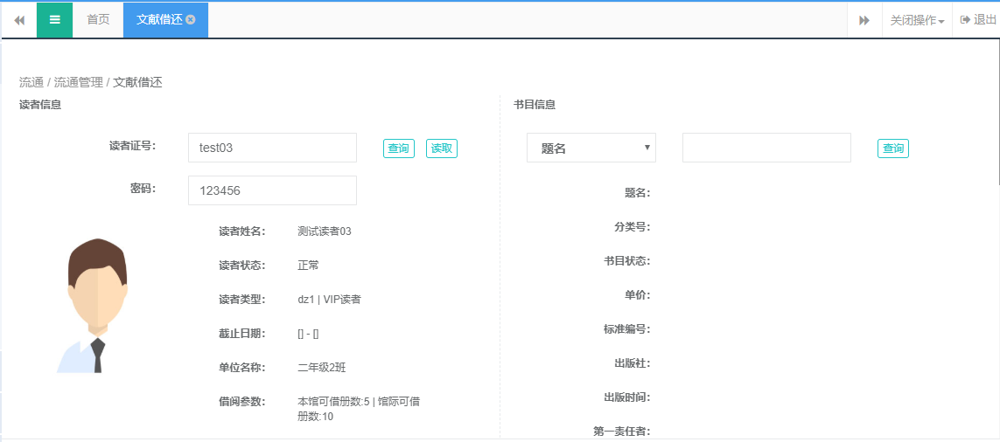 首页 文献借还 关闭操作 退出
流通 / 流通管理 / 文献借还
读者信息
读者证号： test03 查询 读取
密码： 123456
读者姓名： 测试读者03
读者状态： 正常
读者类型： dz1 | VIP读者
截止日期： [] - []
单位名称： 二年级2班
借阅参数： 本馆可借册数:5 | 馆际可借
册数:10
书目信息
题名 查询
题名：
分类号：
书目状态：
单价：
标准编号：
出版社：
出版时间：
第一责任者：